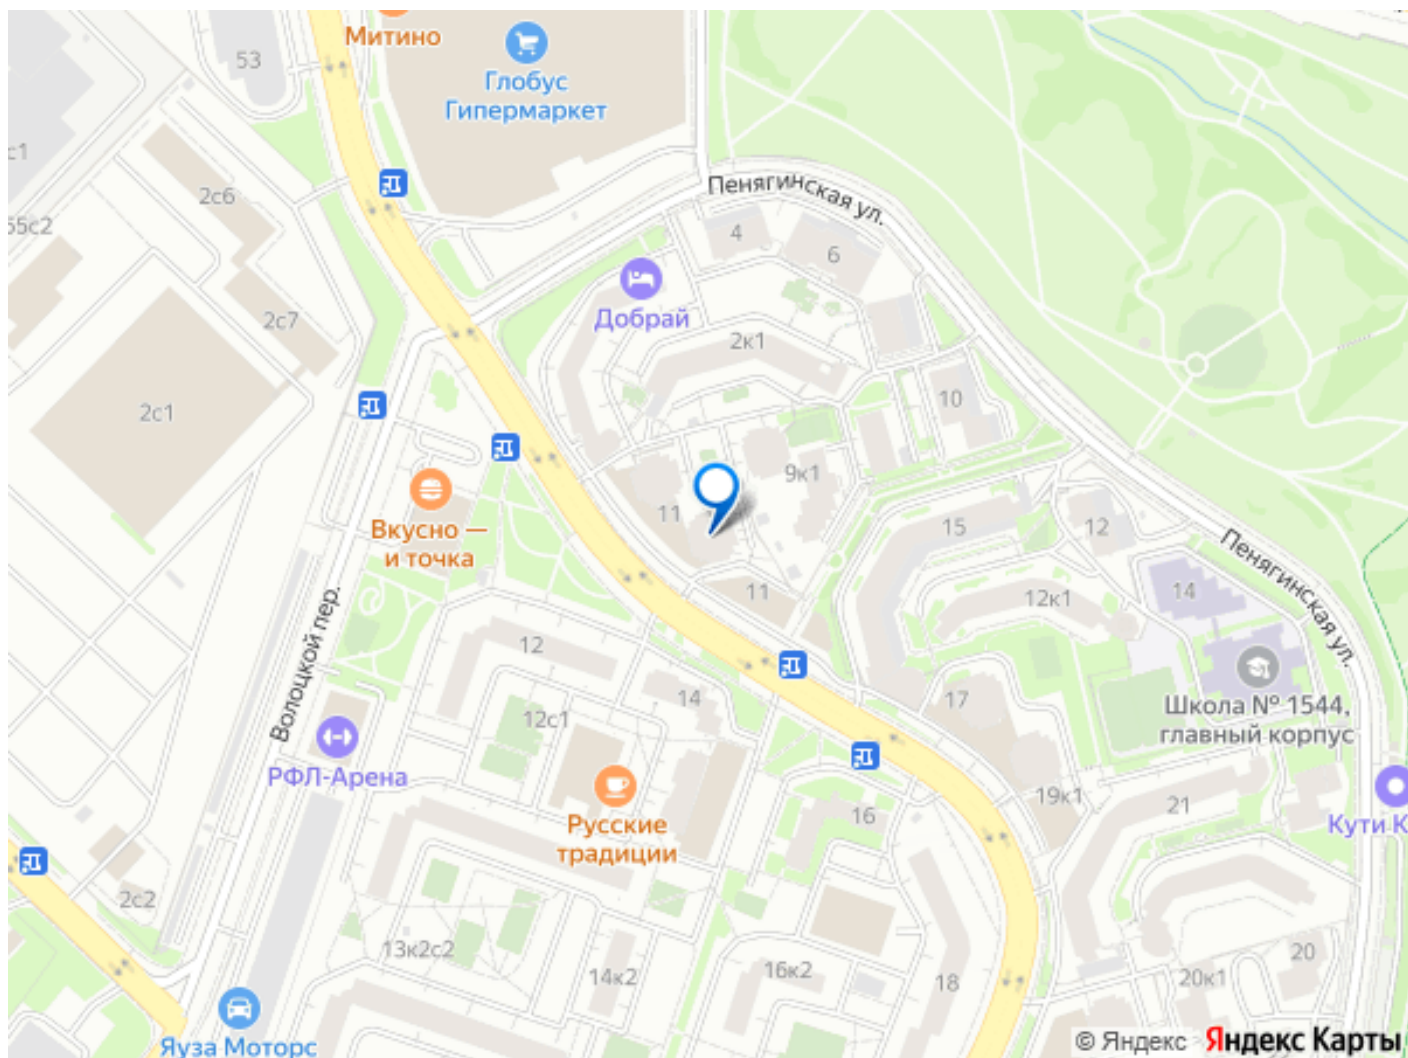 Митино
53
Глобус
Гипермаркет
с1
2с6
Пенягинская ул.
55с2
4
6
Добрай
2с7
2к1
2с1
10
9к1
11
15
12
Вкусно —
и точка
Пенягинская ул.
11
14
12к1
Волоцкой пер.
12
14
17
Школа № 1544,
главный корпус
12с1
РФЛ-Арена
19к1
21
16
Кути К
Русские
традиции
2с2
13к2с2
14к2
16к2
18
20к1
20
Яуза Моторс
© Яндекс Яндекс Карты